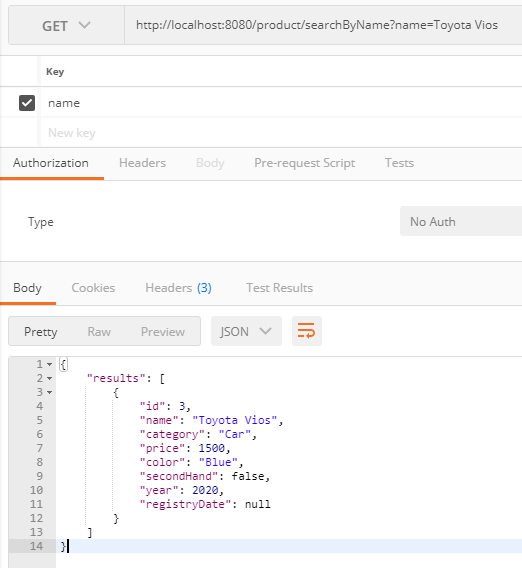 GET http://localhost:8080/product/searchByName?name=Toyota Vios
Key
name
New key
Authorization Headers Body Pre-request Script Tests
Type No Auth
Body Cookies Headers (3) Test Results
Pretty Raw Preview JSON
1 {
2 "results": [
3 {
4 "id": 3,
5 "name": "Toyota Vios",
6 "category": "Car",
7 "price": 1500,
8 "color": "Blue",
9 "secondHand": false,
10 "year": 2020,
11 "registryDate": null
12 }
13 ]
14 }